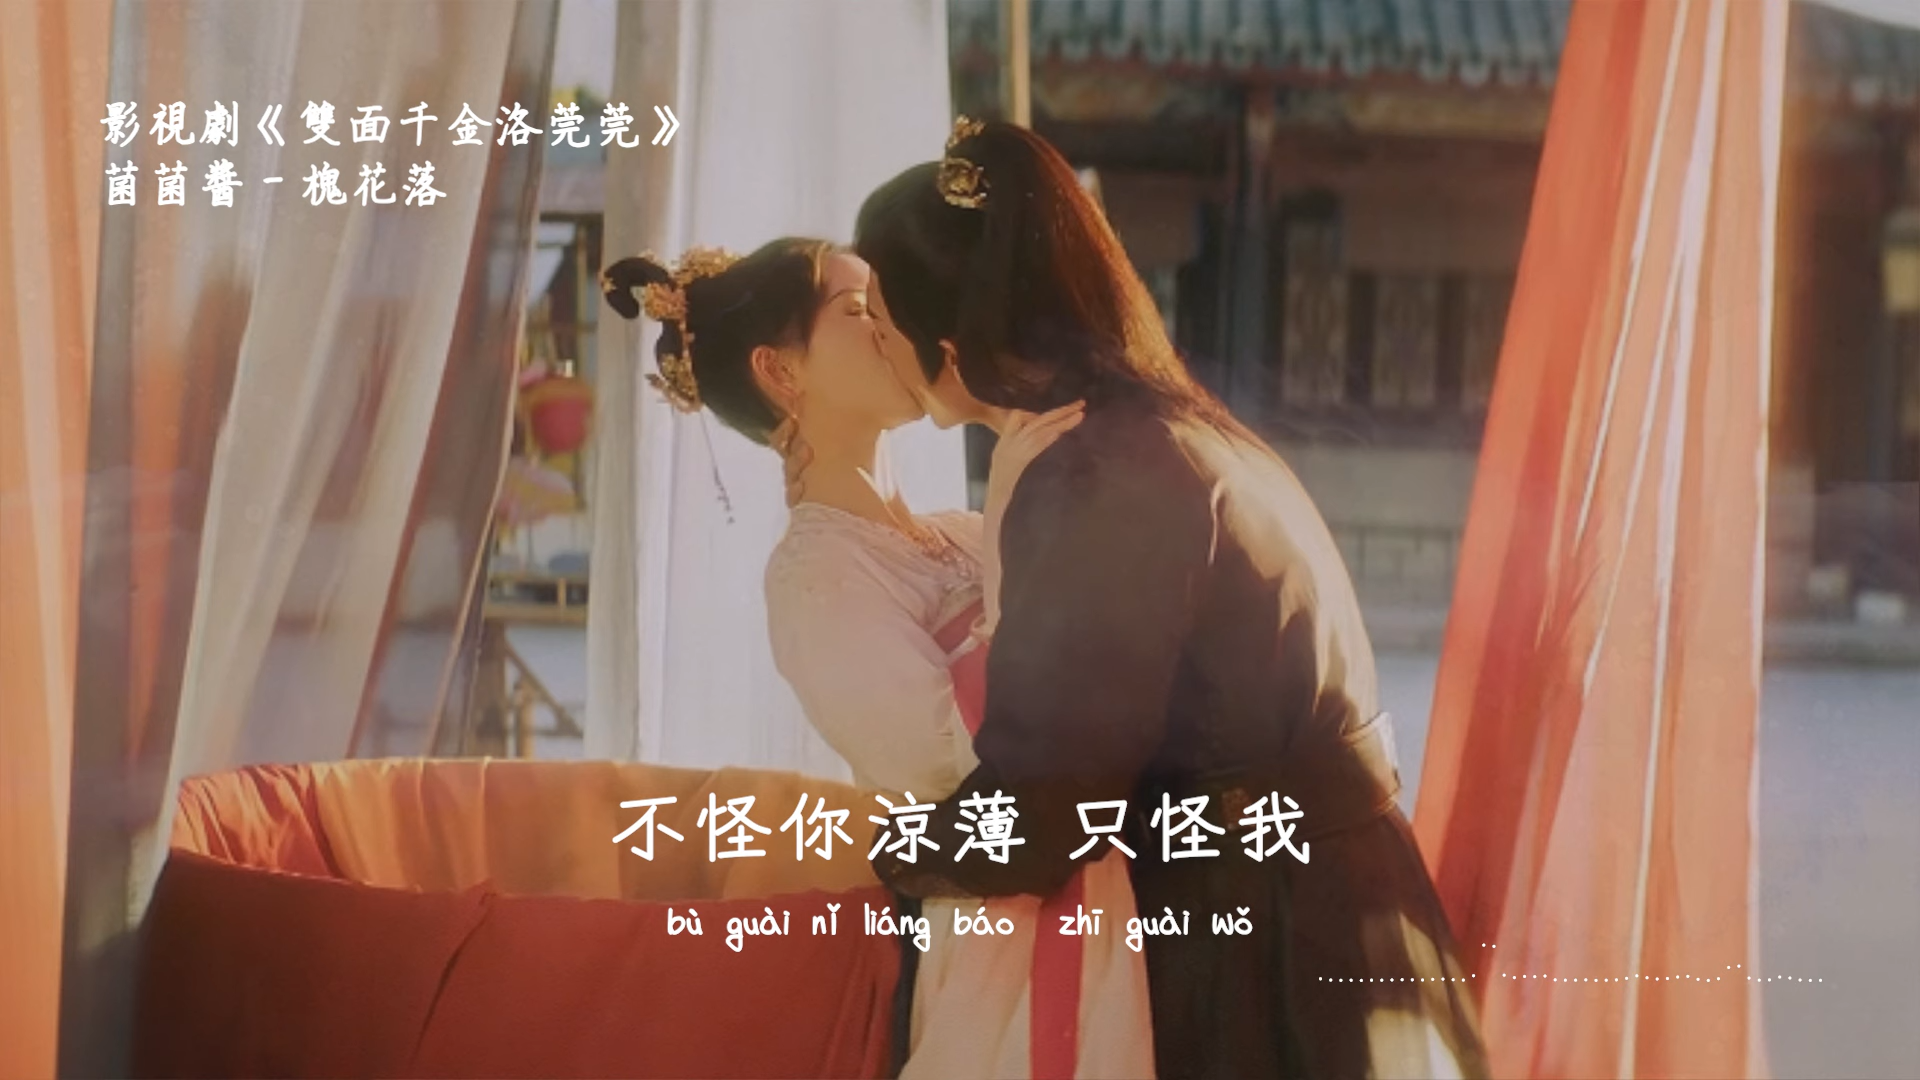 影視劇《雙面千金洛莞莞》
菌菌醬 - 槐花落
不怪你涼薄 只怪我
bù guài nǐ liáng báo zhī guài wǒ